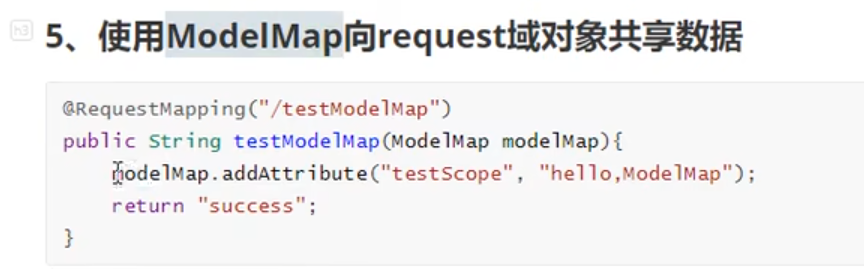 h3
5、使用ModelMap向request域对象共享数据
@RequestMapping("/testModelMap")
public String testModelMap(ModelMap modelMap){
    modelMap.addAttribute("testScope", "hello,ModelMap");
    return "success";
}